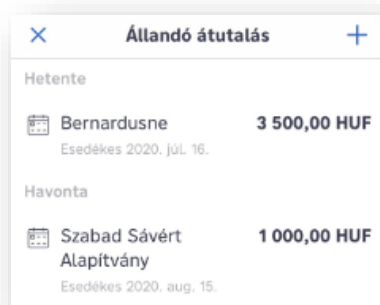 Állandó átutalás
Hetente
Bernardusne 3 500,00 HUF
Esedékes 2020. júl. 16.
Havonta
Szabad Sávért 1 000,00 HUF
Alapítvány
Esedékes 2020. aug. 15.